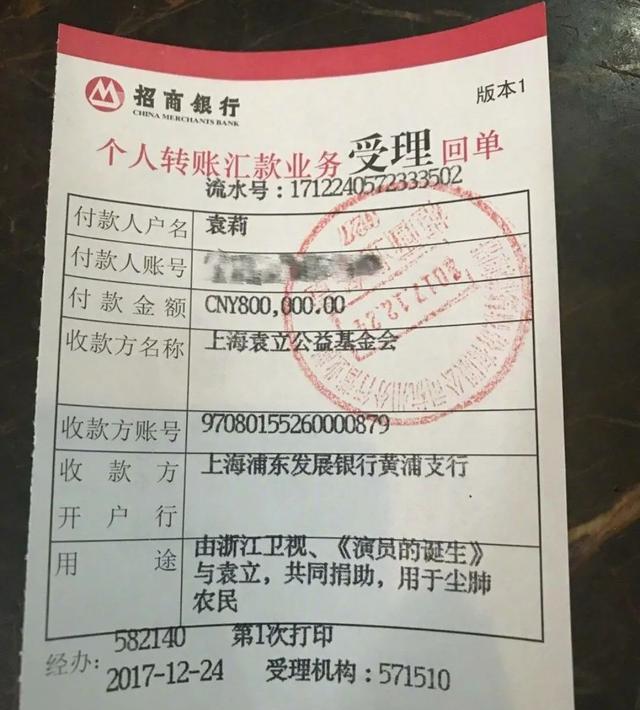 招商银行
CHINA MERCHANTS BANK
版本1
个人转账汇款业务受理回单
流水号：1712240572333502
付款人户名 袁莉
付款人账号
付款金额 CNY800,000.00
收款方名称 上海袁立公益基金会
收款方账号 97080155260000879
收款方 上海浦东发展银行黄浦支行
开户行
用途 由浙江卫视、《演员的诞生》
与袁立，共同捐助，用于尘肺
农民
582140 第1次打印
经办：
2017-12-24 受理机构：571510
2017.12.24